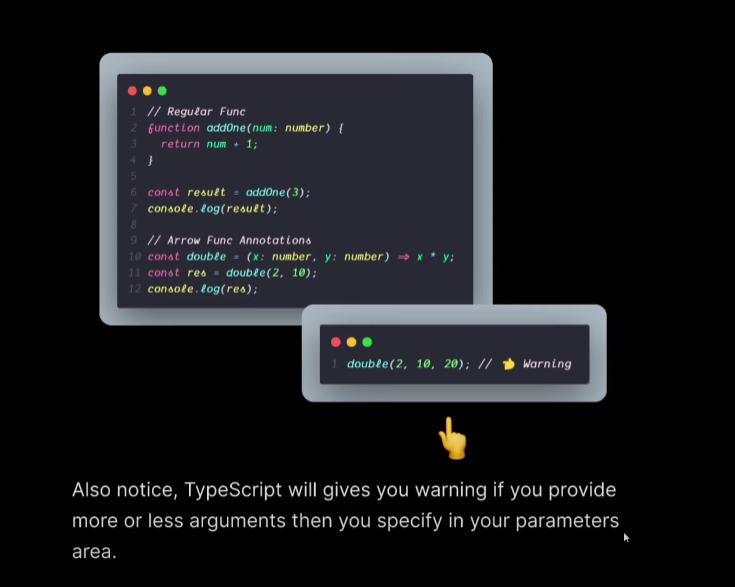 1 // Regular Func
2 function addOne(num: number) {
3 return num + 1;
4 }
5
6 const result = addOne(3);
7 console.log(result);
8
9 // Arrow Func Annotations
10 const double = (x: number, y: number) => x * y;
11 const res = double(2, 10);
12 console.log(res);
1 double(2, 10, 20); // 👈 Warning
Also notice, TypeScript will gives you warning if you provide
more or less arguments then you specify in your parameters
area.